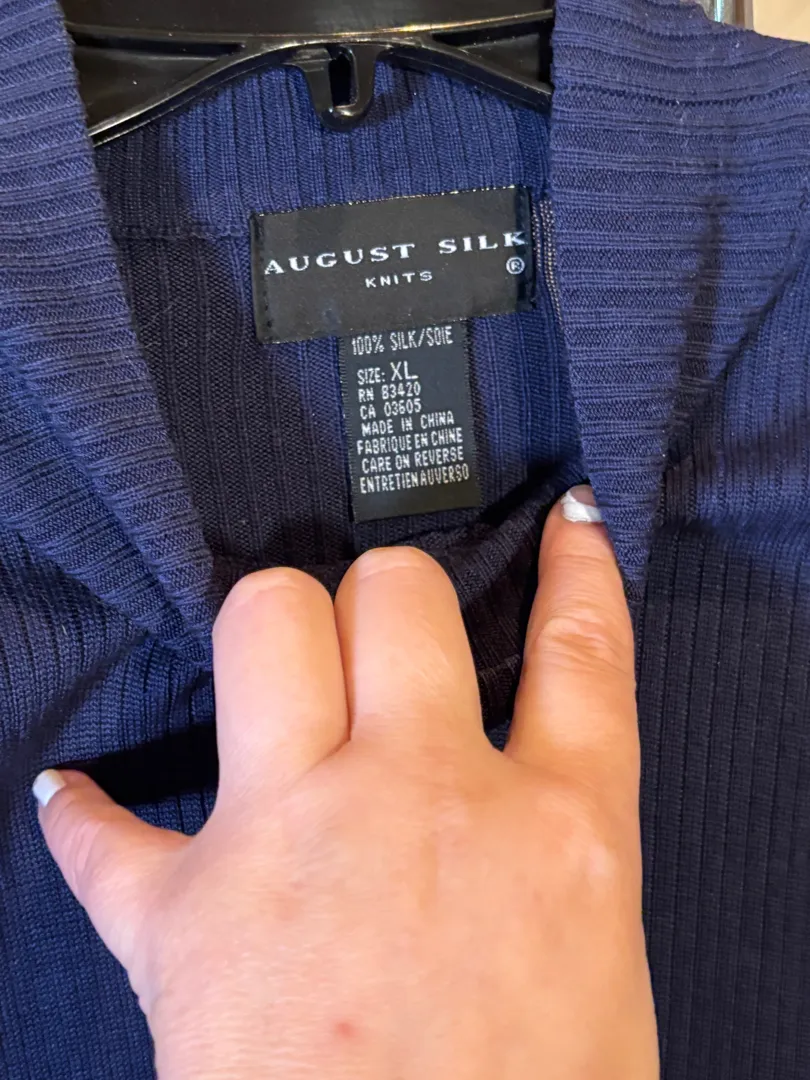 AUGUST SILK
KNITS ®
100% SILK/SOIE
SIZE: XL
RN 83420
CA 03605
MADE IN CHINA
FABRIQUE EN CHINE
CARE ON REVERSE
ENTRETIEN AU VERSO